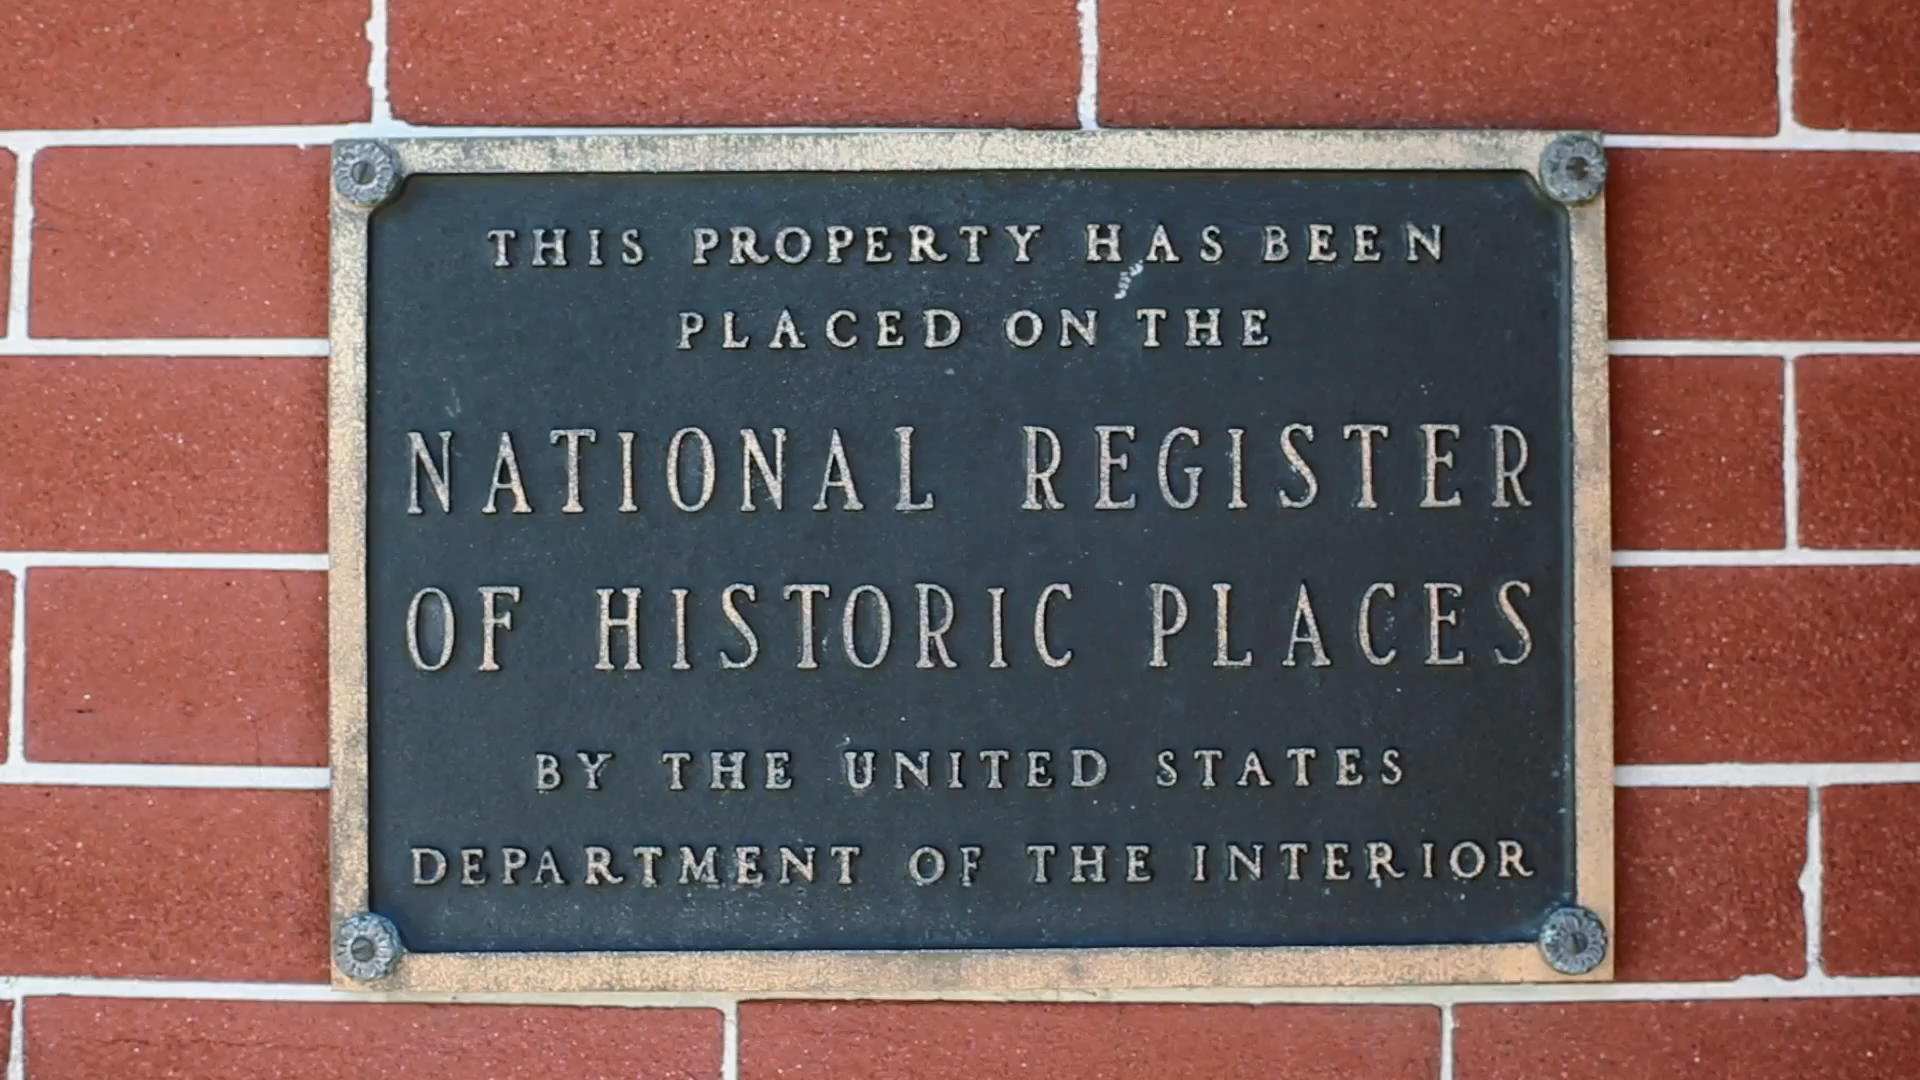 THIS PROPERTY HAS BEEN
PLACED ON THE
NATIONAL REGISTER
OF HISTORIC PLACES
BY THE UNITED STATES
DEPARTMENT OF THE INTERIOR